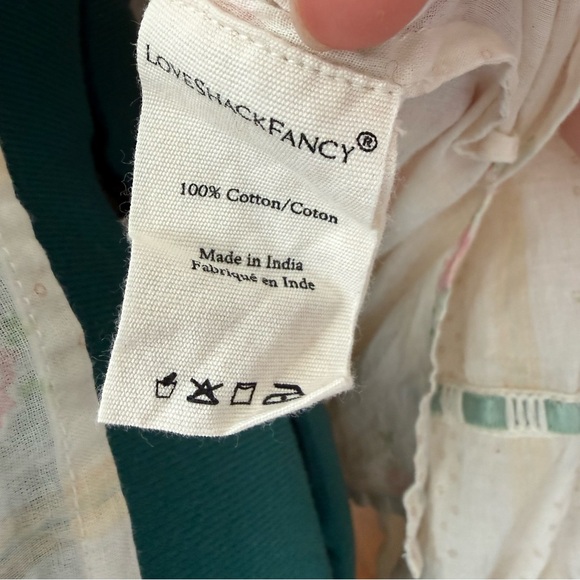 LOVESHACKFANCY®
100% Cotton/Coton
Made in India
Fabriqué en Inde